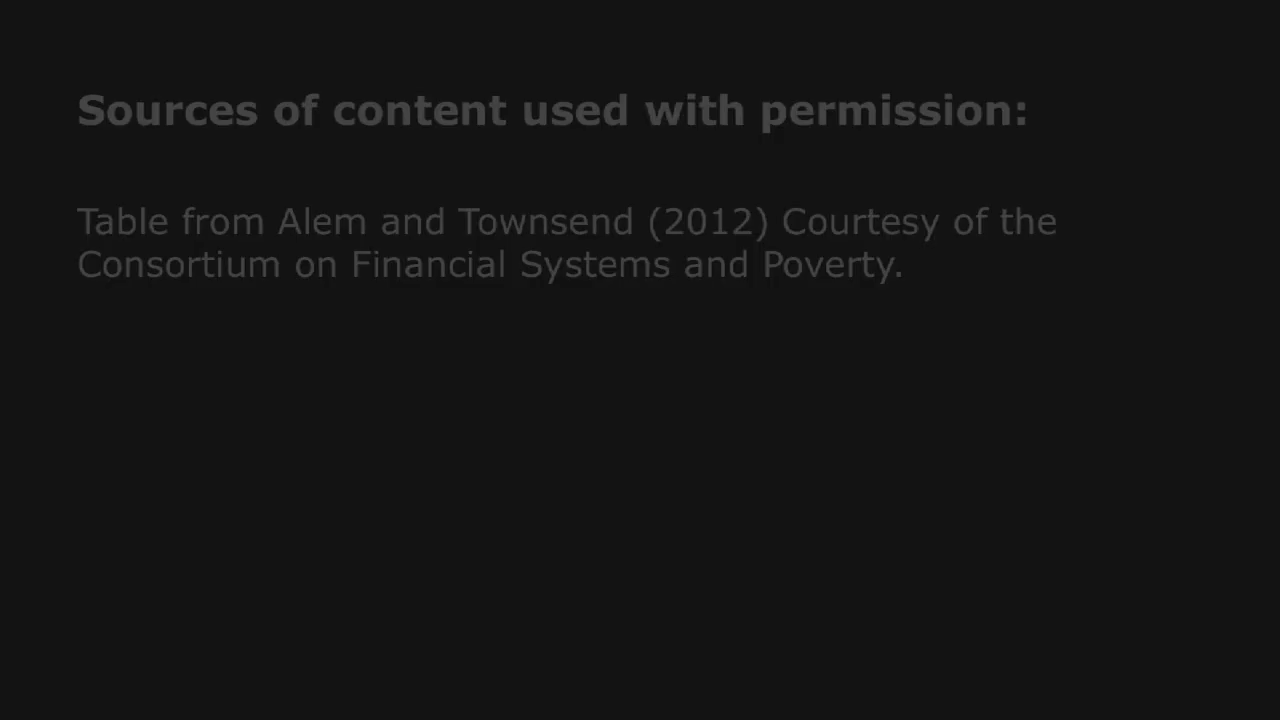 Sources of content used with permission:
Table from Alem and Townsend (2012) Courtesy of the
Consortium on Financial Systems and Poverty.